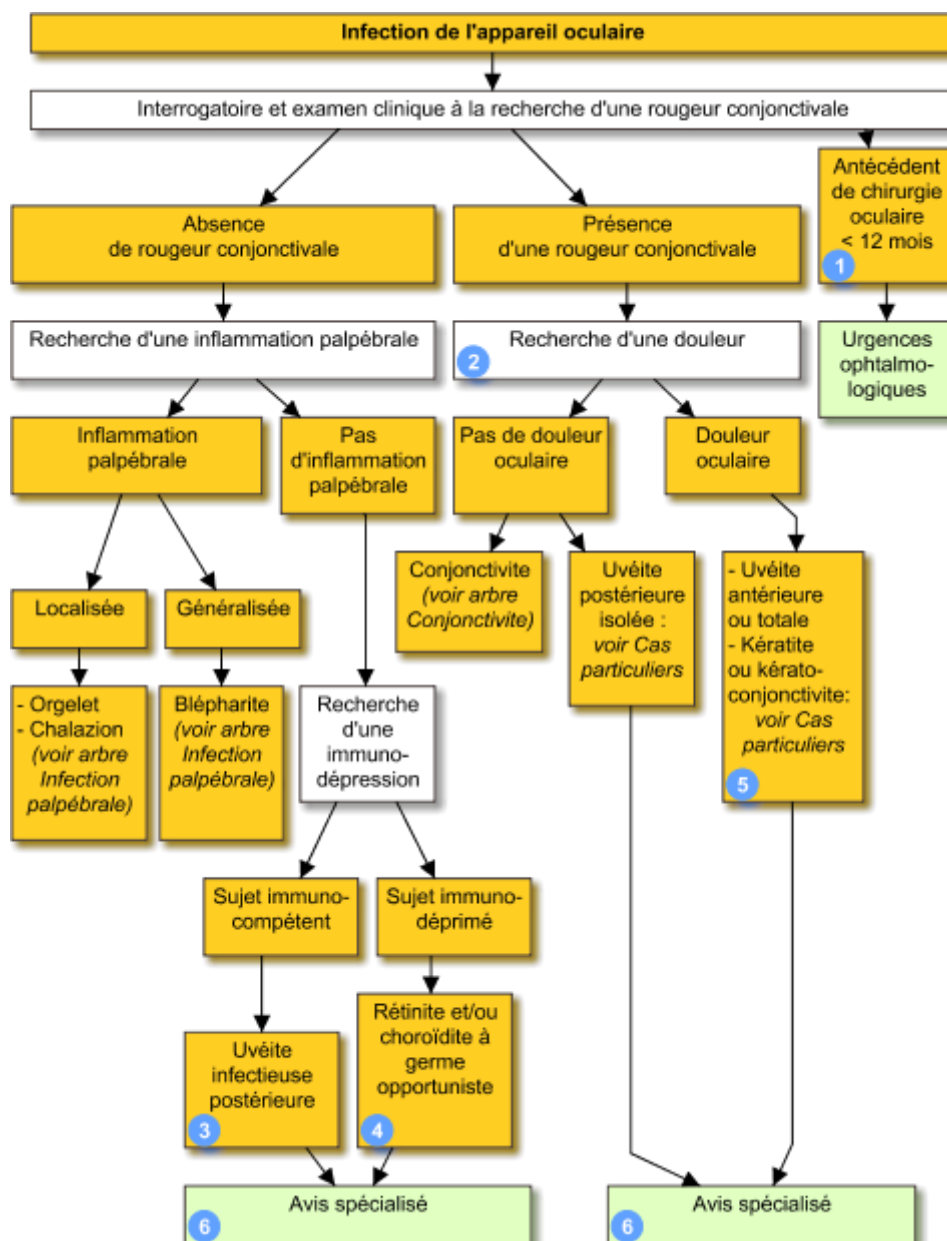 Infection de l'appareil oculaire
Interrogatoire et examen clinique à la recherche d'une rougeur conjonctivale
Absence
de rougeur conjonctivale
Présence
d'une rougeur conjonctivale
Antécédent
de chirurgie
oculaire
< 12 mois
1
Recherche d'une inflammation palpébrale
Recherche d'une douleur
2
Urgences
ophtalmo-
logiques
Inflammation
palpébrale
Pas
d'inflammation
palpébrale
Pas de douleur
oculaire
Douleur
oculaire
Localisée
Généralisée
Conjonctivite
(voir arbre
Conjonctivite)
Uvéite
postérieure
isolée :
voir Cas
particuliers
- Uvéite
antérieure
ou totale
- Kératite
ou kérato-
conjonctivite:
voir Cas
particuliers
5
- Orgelet
- Chalazion
(voir arbre
Infection
palpébrale)
Blépharite
(voir arbre
Infection
palpébrale)
Recherche
d'une
immuno-
dépression
Sujet immuno-
compétent
Sujet immuno-
déprimé
Uvéite
infectieuse
postérieure
3
Rétinite et/ou
choroïdite à
germe
opportuniste
4
Avis spécialisé
6
Avis spécialisé
6